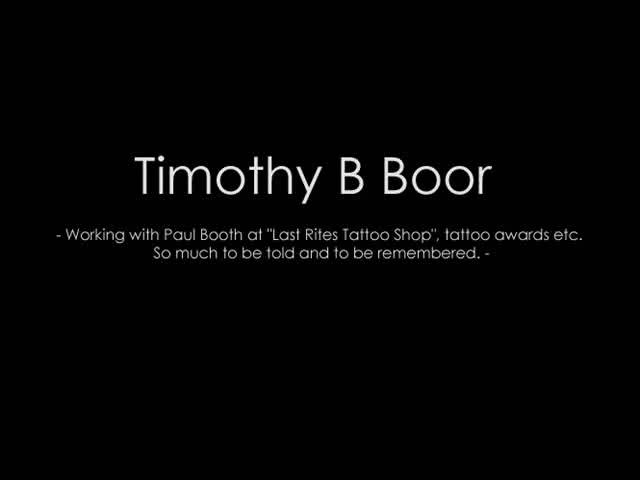 Timothy B Boor
- Working with Paul Booth at "Last Rites Tattoo Shop", tattoo awards etc.
So much to be told and to be remembered. -